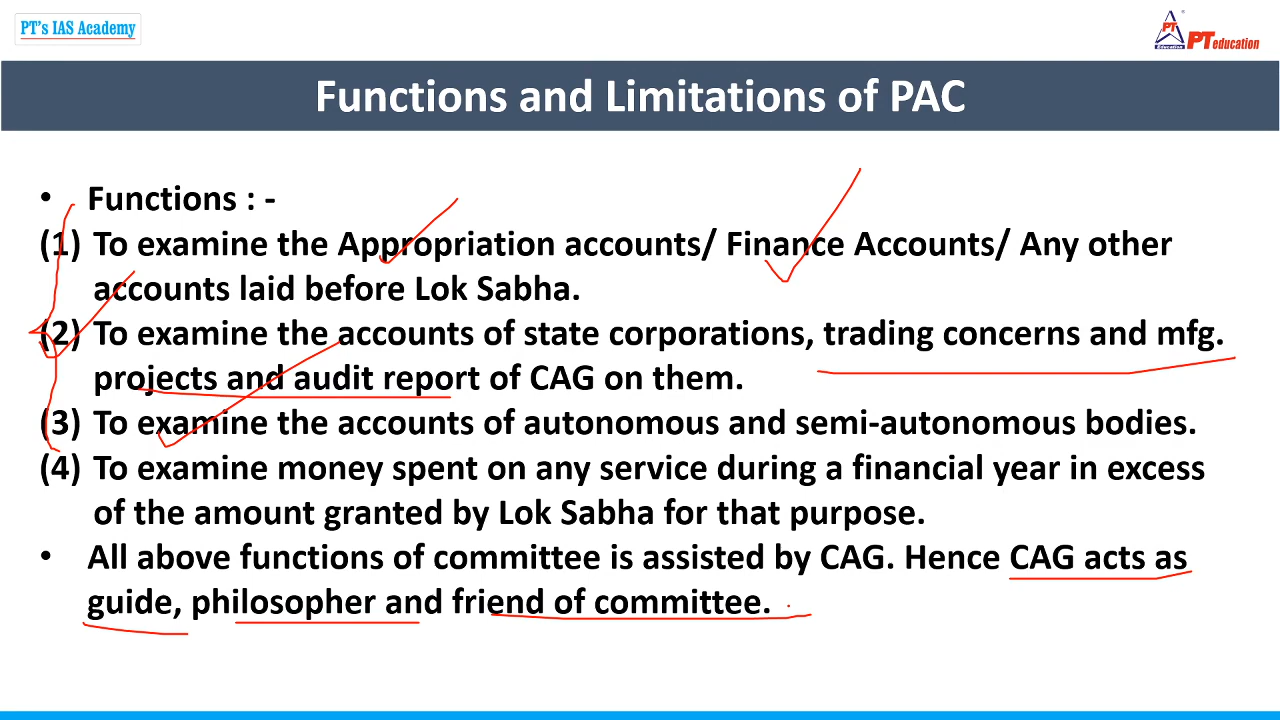 PT's IAS Academy
PT
Education
PT education
Functions and Limitations of PAC
• Functions : -
(1) To examine the Appropriation accounts/ Finance Accounts/ Any other
accounts laid before Lok Sabha.
(2) To examine the accounts of state corporations, trading concerns and mfg.
projects and audit report of CAG on them.
(3) To examine the accounts of autonomous and semi-autonomous bodies.
(4) To examine money spent on any service during a financial year in excess
of the amount granted by Lok Sabha for that purpose.
• All above functions of committee is assisted by CAG. Hence CAG acts as
guide, philosopher and friend of committee.